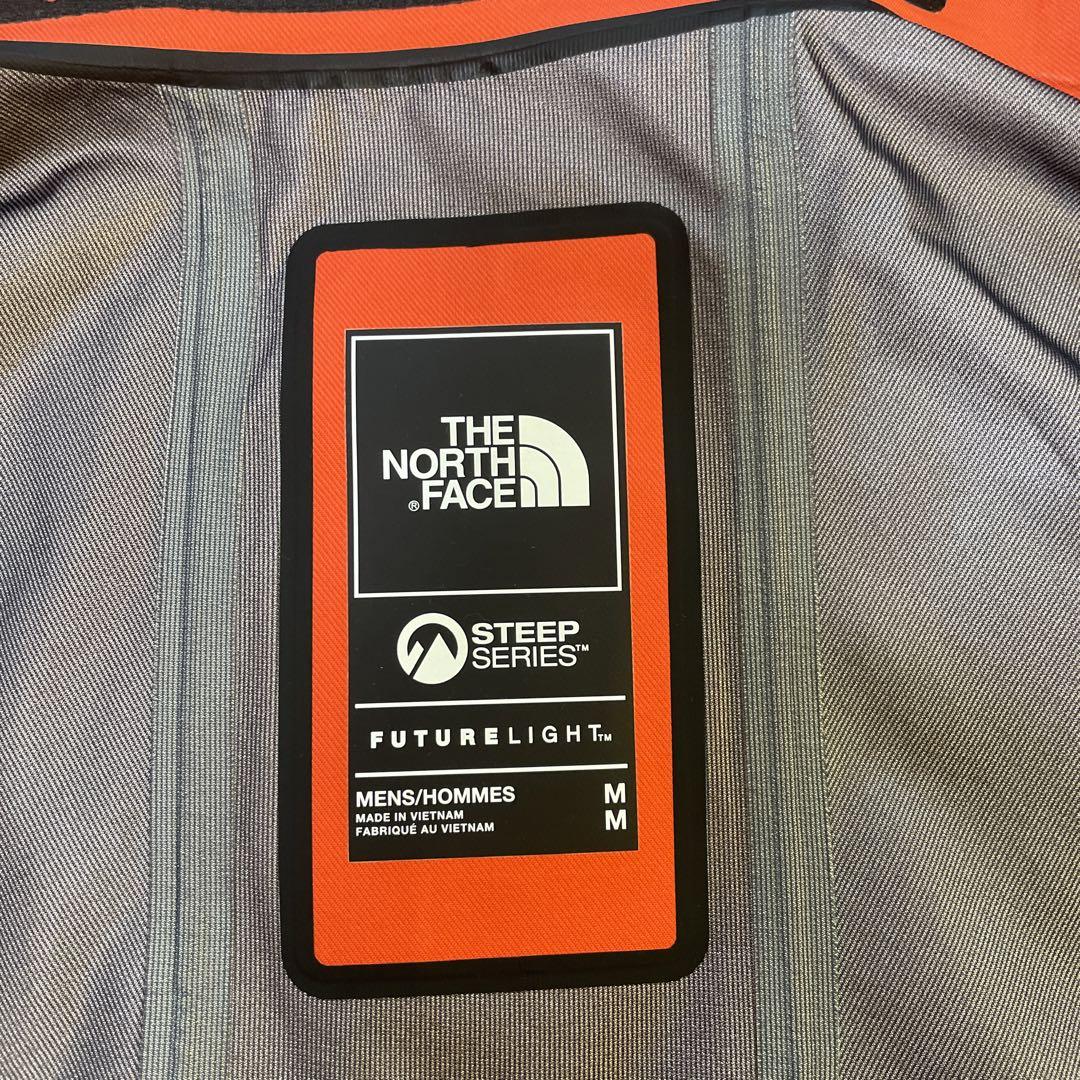 THE
NORTH
®FACE
STEEP
SERIES™
FUTURELIGHT™
MENS/HOMMES M
MADE IN VIETNAM M
FABRIQUÉ AU VIETNAM